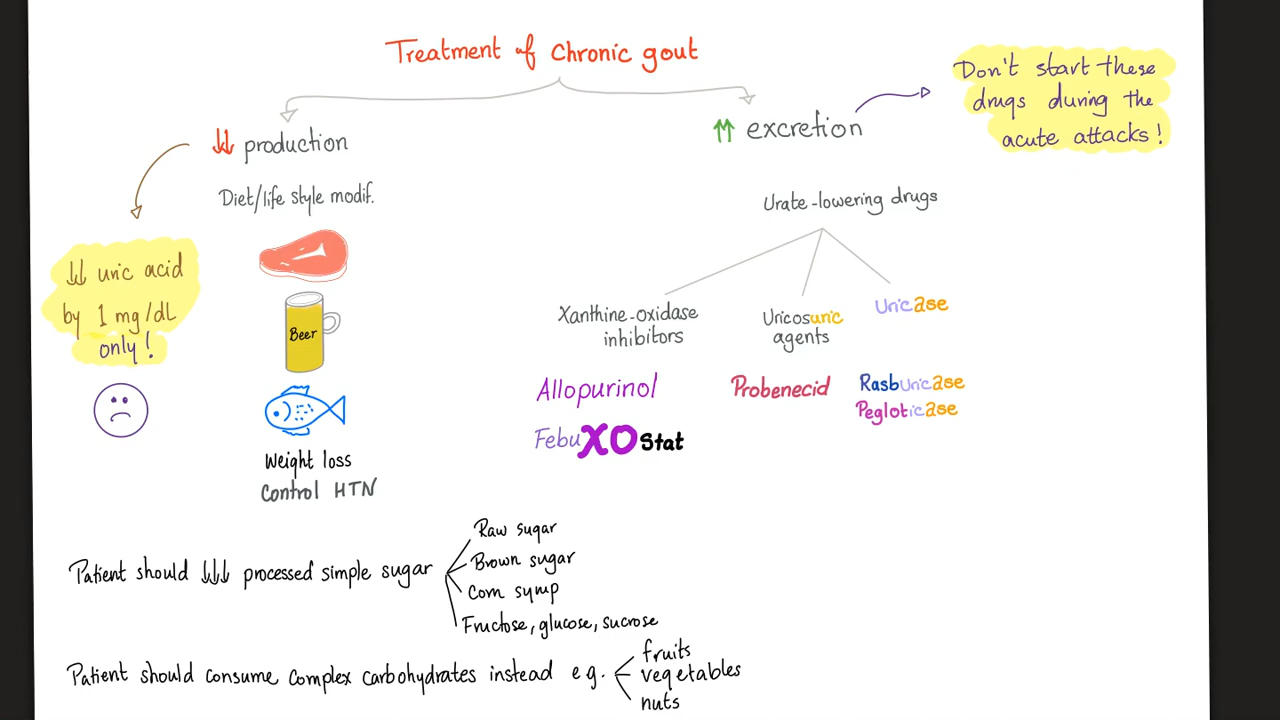 Treatment of Chronic gout
Don't start these
drugs during the
acute attacks!
↓↓ production
↑↑ excretion
Diet/life style modif.
Urate-lowering drugs
↓↓ uric acid
by 1 mg/dL
only!
Beer
Weight loss
Control HTN
Xanthine-oxidase
inhibitors
Uricosuric
agents
Uricase
Allopurinol
FebuXOstat
Probenecid
Rasburicase
Pegloticase
Patient should ↓↓↓ processed simple sugar
Raw sugar
Brown sugar
Corn syrup
Fructose, glucose, sucrose
Patient should consume complex carbohydrates instead e.g.
fruits
vegetables
nuts